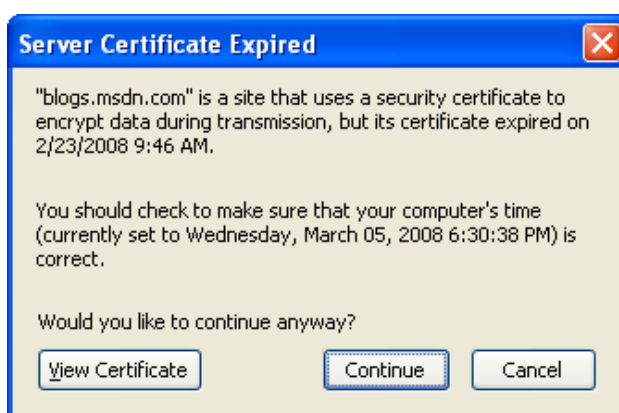 Server Certificate Expired
"blogs.msdn.com" is a site that uses a security certificate to
encrypt data during transmission, but its certificate expired on
2/23/2008 9:46 AM.
You should check to make sure that your computer's time
(currently set to Wednesday, March 05, 2008 6:30:38 PM) is
correct.
Would you like to continue anyway?
View Certificate
Continue
Cancel